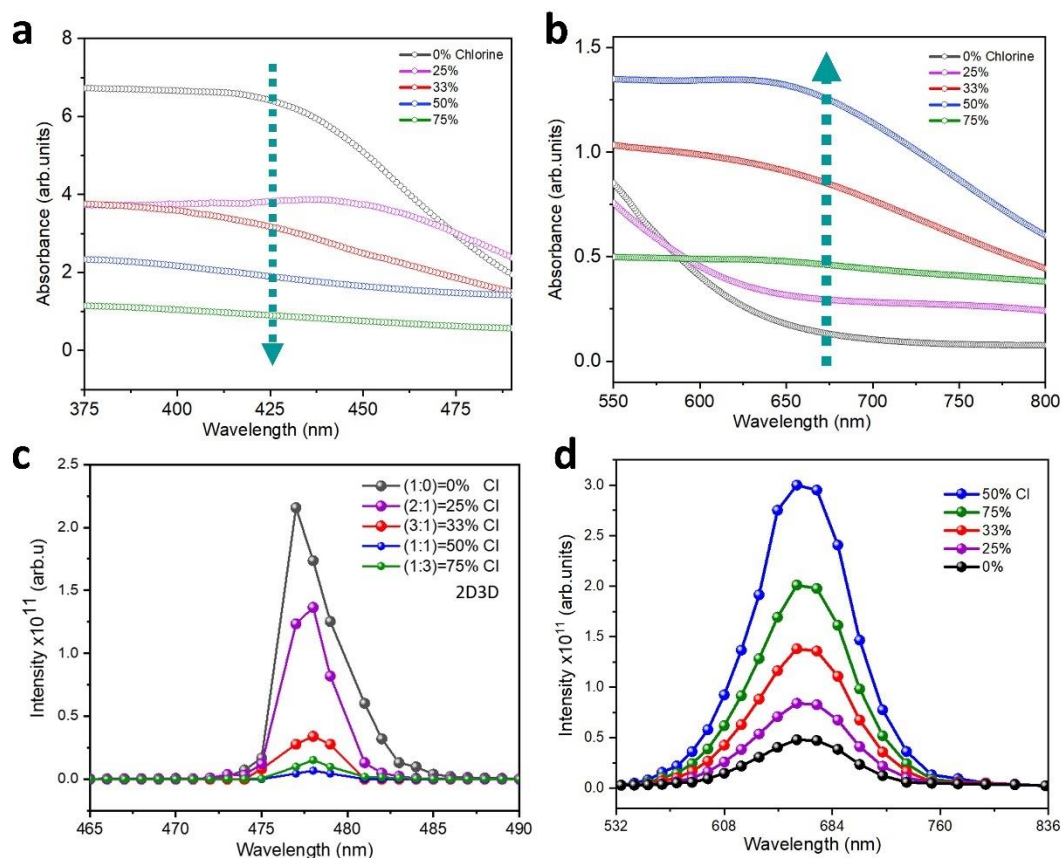 a
8
6
4
2
0
Absorbance (arb.units)
375 400 425 450 475
Wavelength (nm)
0% Chlorine
25%
33%
50%
75%
b
1.5
1.0
0.5
0.0
Absorbance (arb.units)
550 600 650 700 750 800
Wavelength (nm)
0% Chlorine
25%
33%
50%
75%
c
2.5
2.0
1.5
1.0
0.5
0.0
Intensity x10¹¹ (arb.u)
465 470 475 480 485 490
Wavelength (nm)
(1:0)=0% Cl
(2:1)=25% Cl
(3:1)=33% Cl
(1:1)=50% Cl
(1:3)=75% Cl
2D3D
d
3.0
2.5
2.0
1.5
1.0
0.5
0.0
Intensity x10¹¹ (arb.units)
532 608 684 760 836
Wavelength (nm)
50% Cl
75%
33%
25%
0%